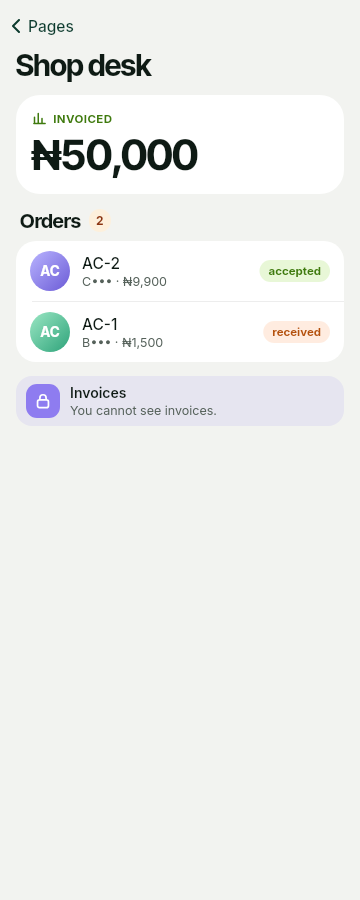 Pages
Shop desk
INVOICED
₦50,000
Orders 2
AC AC-2 accepted
C••• · ₦9,900
AC AC-1 received
B••• · ₦1,500
Invoices
You cannot see invoices.